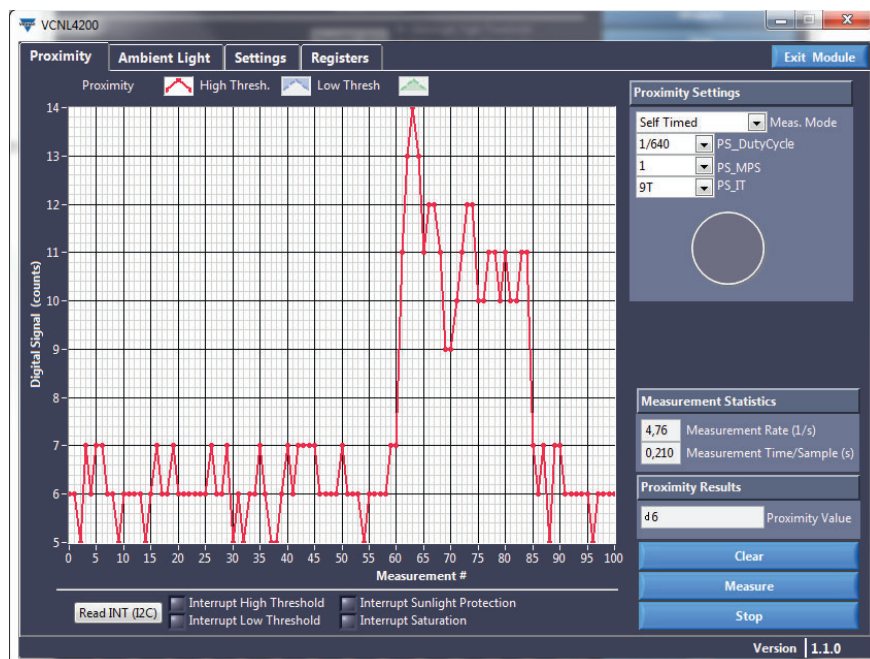 VISHAY
VCNL4200
Proximity
Ambient Light
Settings
Registers
Exit Module
Proximity
High Thresh.
Low Thresh
14
13
12
11
10
9
8
7
6
5
Digital Signal (counts)
0 5 10 15 20 25 30 35 40 45 50 55 60 65 70 75 80 85 90 95 100
Measurement #
Read INT (I2C)
Interrupt High Threshold
Interrupt Low Threshold
Interrupt Sunlight Protection
Interrupt Saturation
Proximity Settings
Self Timed
Meas. Mode
1/640
PS_DutyCycle
1
PS_MPS
9T
PS_IT
Measurement Statistics
4,76
Measurement Rate (1/s)
0,210
Measurement Time/Sample (s)
Proximity Results
d6
Proximity Value
Clear
Measure
Stop
Version
1.1.0